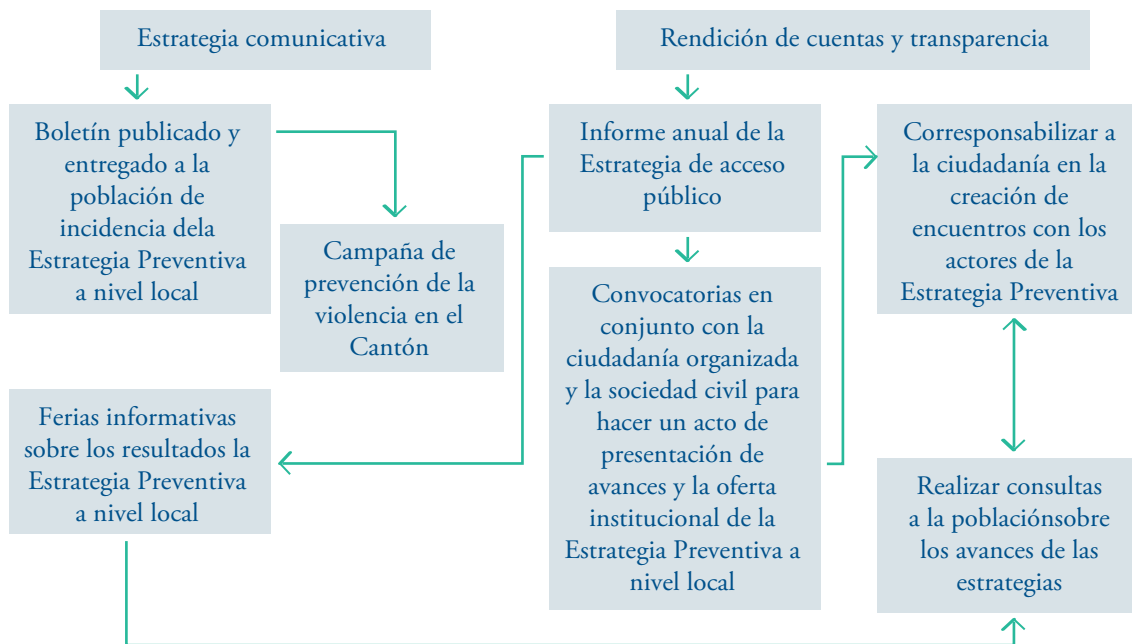 Estrategia comunicativa
Rendición de cuentas y transparencia
Boletín publicado y
entregado a la
población de
incidencia dela
Estrategia Preventiva
a nivel local
Campaña de
prevención de la
violencia en el
Cantón
Ferias informativas
sobre los resultados la
Estrategia Preventiva
a nivel local
Informe anual de la
Estrategia de acceso
público
Convocatorias en
conjunto con la
ciudadanía organizada
y la sociedad civil para
hacer un acto de
presentación de
avances y la oferta
institucional de la
Estrategia Preventiva a
nivel local
Corresponsabilizar a
la ciudadanía en la
creación de
encuentros con los
actores de la
Estrategia Preventiva
Realizar consultas
a la poblaciónsobre
los avances de las
estrategias